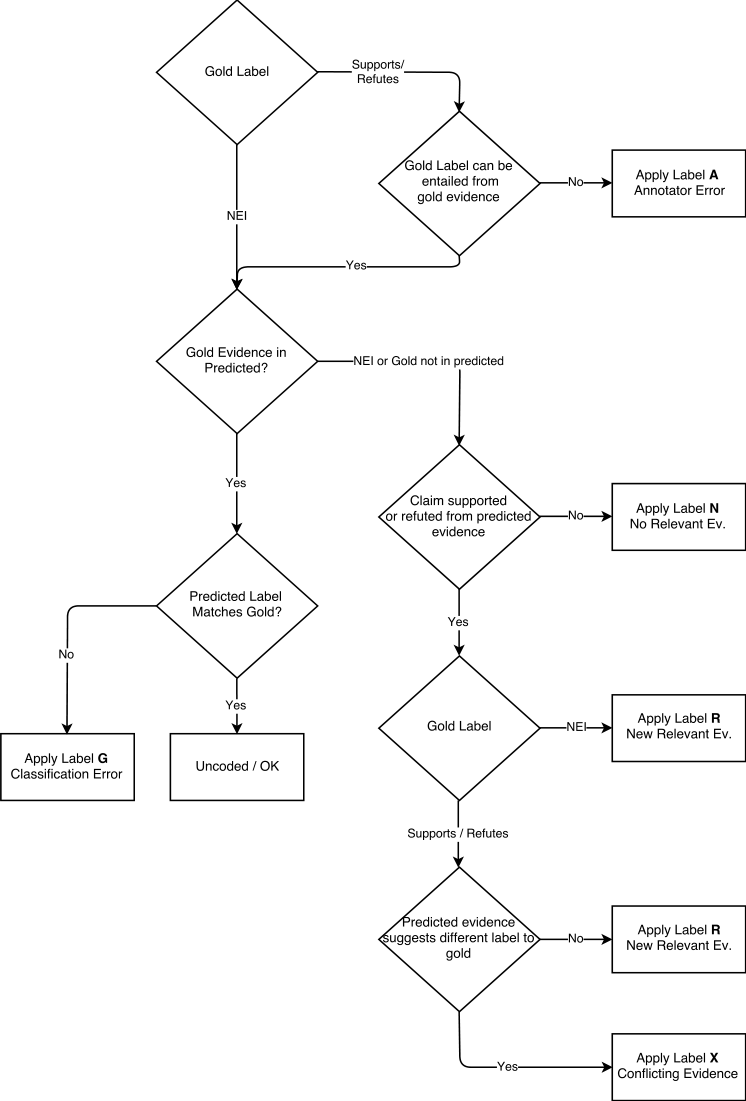 Gold Label
Supports/
Refutes
Gold Label can be
entailed from
gold evidence
No
Apply Label A
Annotator Error
NEI
Yes
Gold Evidence in
Predicted?
NEI or Gold not in predicted
Yes
Claim supported
or refuted from predicted
evidence
No
Apply Label N
No Relevant Ev.
Predicted Label
Matches Gold?
Yes
No
Yes
Gold Label
NEI
Apply Label R
New Relevant Ev.
Apply Label G
Classification Error
Uncoded / OK
Supports / Refutes
Predicted evidence
suggests different label to
gold
No
Apply Label R
New Relevant Ev.
Yes
Apply Label X
Conflicting Evidence